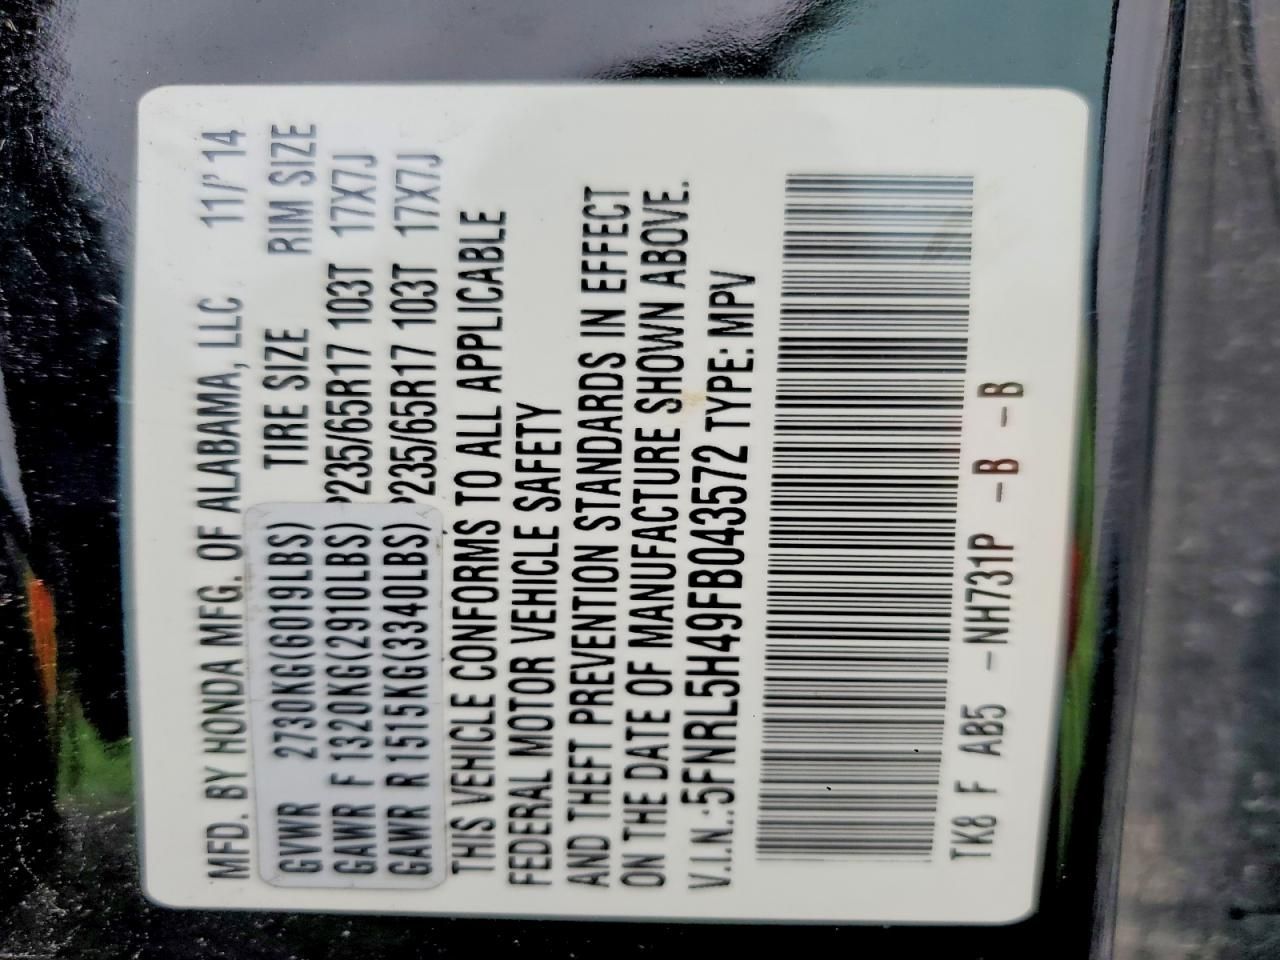 MFD. BY HONDA MFG. OF ALABAMA, LLC 11/'14
TIRE SIZE RIM SIZE
GVWR 2730KG(6019LBS)
GAWR F 1320KG(2910LBS) P235/65R17 103T 17X7J
GAWR R 1515KG(3340LBS) P235/65R17 103T 17X7J
THIS VEHICLE CONFORMS TO ALL APPLICABLE
FEDERAL MOTOR VEHICLE SAFETY
AND THEFT PREVENTION STANDARDS IN EFFECT
ON THE DATE OF MANUFACTURE SHOWN ABOVE.
V.I.N.:5FNRL5H49FB043572 TYPE: MPV
TK8 F AB5 -NH731P -B -B